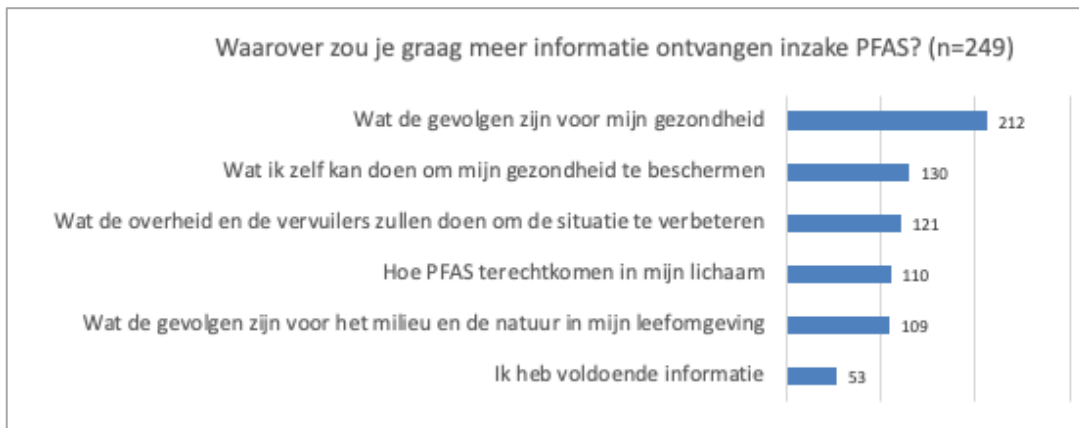 Waarover zou je graag meer informatie ontvangen inzake PFAS? (n=249)
Wat de gevolgen zijn voor mijn gezondheid 212
Wat ik zelf kan doen om mijn gezondheid te beschermen 130
Wat de overheid en de vervuilers zullen doen om de situatie te verbeteren 121
Hoe PFAS terechtkomen in mijn lichaam 110
Wat de gevolgen zijn voor het milieu en de natuur in mijn leefomgeving 109
Ik heb voldoende informatie 53